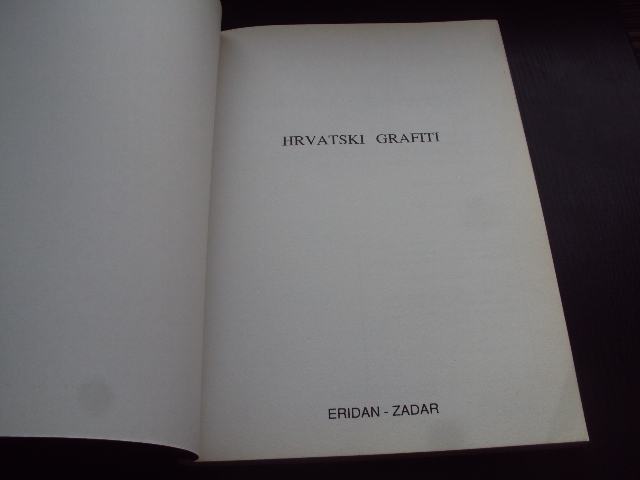 HRVATSKI GRAFITI
ERIDAN - ZADAR